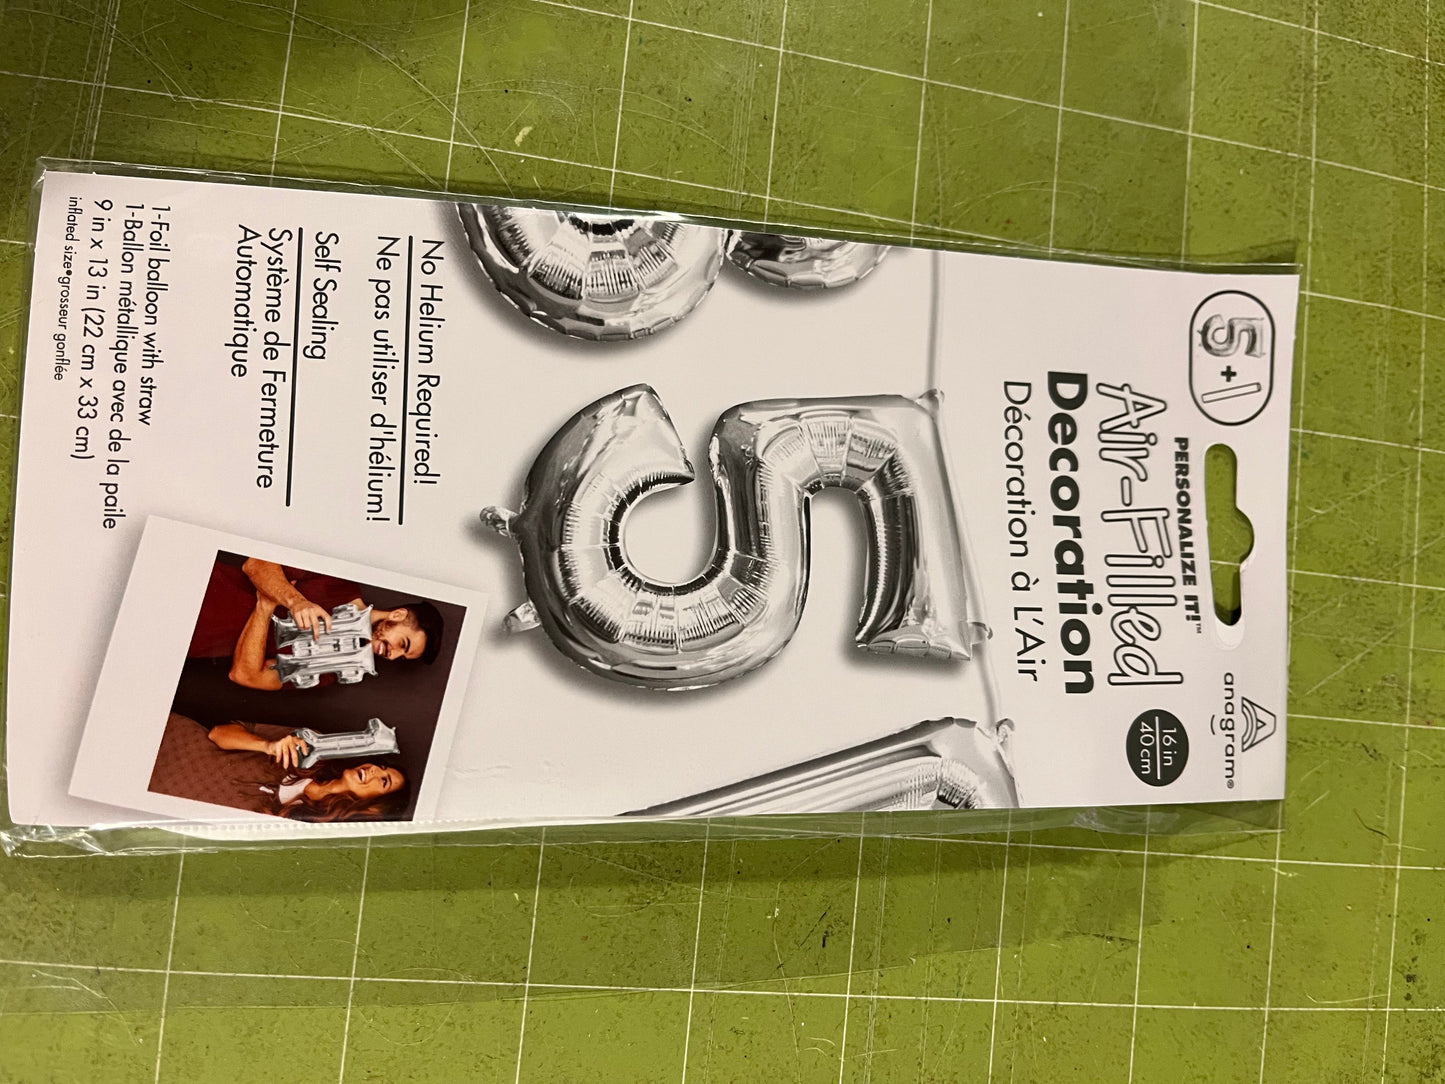 5 +
anagram®
PERSONALIZE IT!™
Air-Filled
Decoration
Décoration à L'Air
16 in
40cm
No Helium Required!
Ne pas utiliser d'hélium!
Self Sealing
Système de Fermeture
Automatique
1-Foil balloon with straw
1-Ballon métallique avec de la paile
9 in x 13 in (22 cm x 33 cm)
inflated size•grosseur gonflée
5
#
1